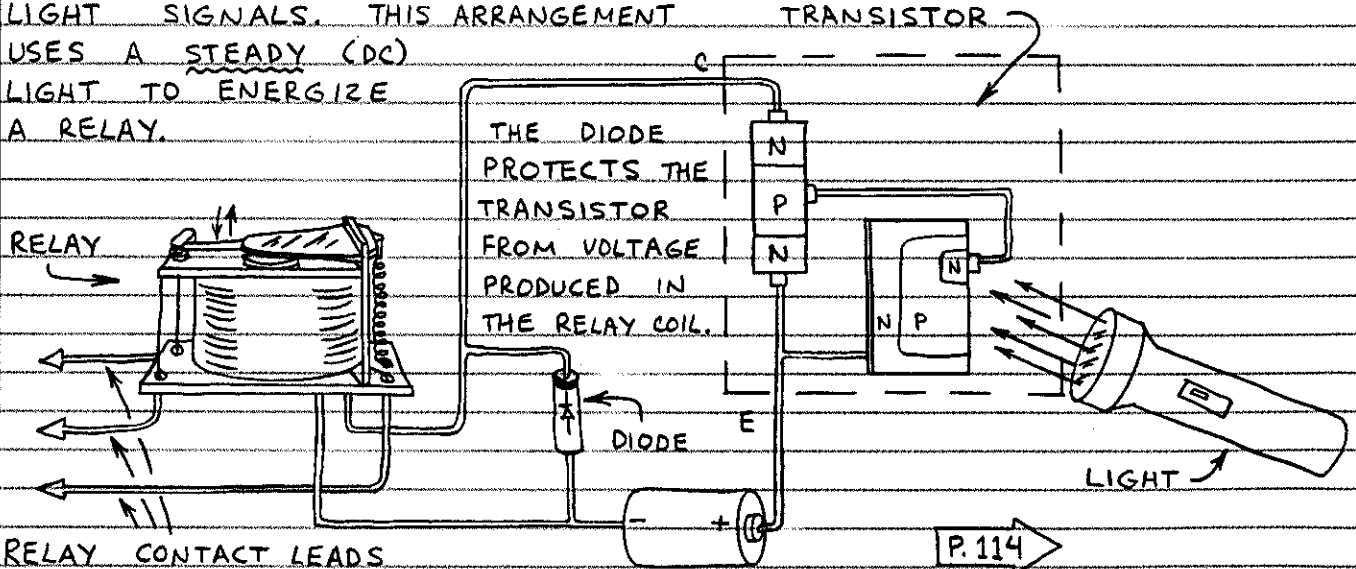 LIGHT SIGNALS. THIS ARRANGEMENT
USES A STEADY (DC)
LIGHT TO ENERGIZE
A RELAY.
TRANSISTOR
C
THE DIODE
PROTECTS THE
TRANSISTOR
FROM VOLTAGE
PRODUCED IN
THE RELAY COIL.
N
P
N
N
N P
RELAY
E
DIODE
LIGHT
- +
RELAY CONTACT LEADS
P. 114